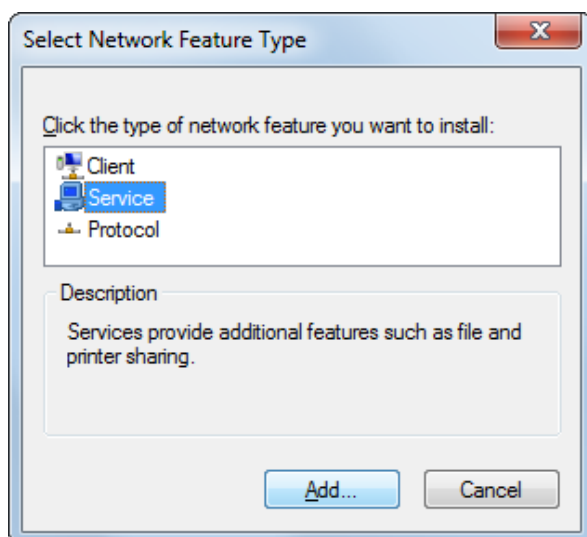 Select Network Feature Type
Click the type of network feature you want to install:
Client
Service
Protocol
Description
Services provide additional features such as file and
printer sharing.
Add...
Cancel